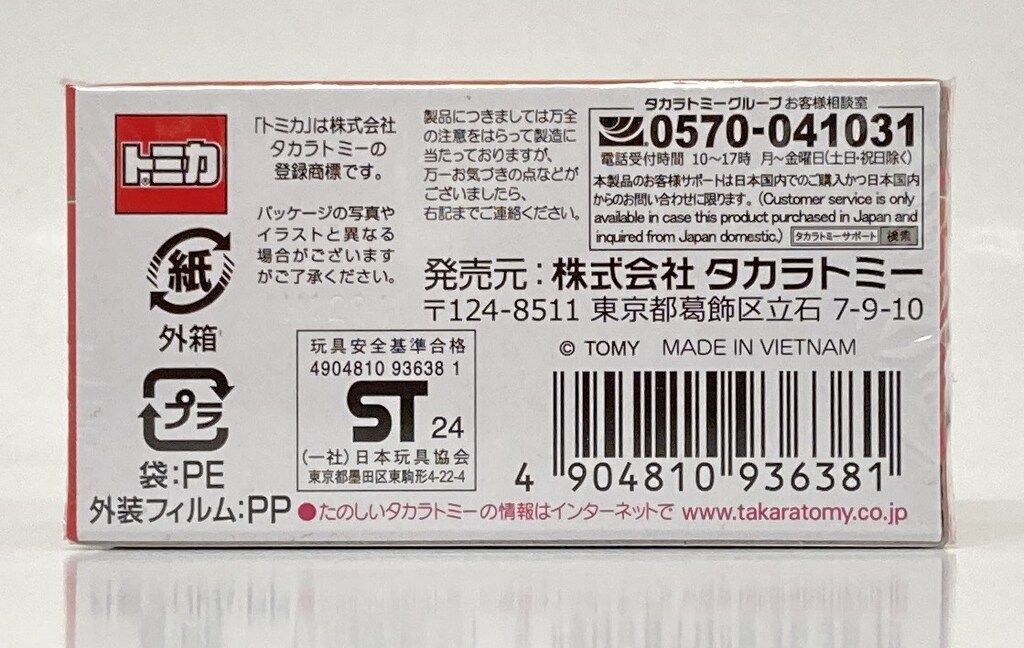 トミカ
®
「トミカ」は株式会社
タカラトミーの
登録商標です。
パッケージの写真や
イラストと異なる
場合がございます
がご了承ください。
製品につきましては万全
の注意をはらって製造に
当たっておりますが、
万一お気づきの点などが
ございましたら、
右記までご連絡ください。
タカラトミーグループ お客様相談室
0570-041031
電話受付時間 10〜17時 月〜金曜日(土日・祝日除く)
本製品のお客様サポートは日本国内でのご購入かつ日本国内
からのお問い合わせに限ります。(Customer service is only
available in case this product purchased in Japan and
inquired from Japan domestic.) タカラトミーサポート 検索
発売元:株式会社 タカラトミー
〒124-8511 東京都葛飾区立石 7-9-10
© TOMY MADE IN VIETNAM
紙
外箱
プラ
袋:PE
外装フィルム:PP
玩具安全基準合格
4904810 93638 1
ST 24
(一社)日本玩具協会
東京都墨田区東駒形4-22-4
4 904810 936381
●たのしいタカラトミーの情報はインターネットで www.takaratomy.co.jp